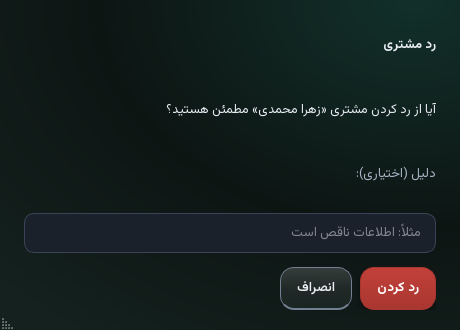 رد مشتری
آیا از رد کردن مشتری «زهرا محمدی» مطمئن هستید؟
دلیل (اختیاری):
مثلاً: اطلاعات ناقص است
رد کردن
انصراف